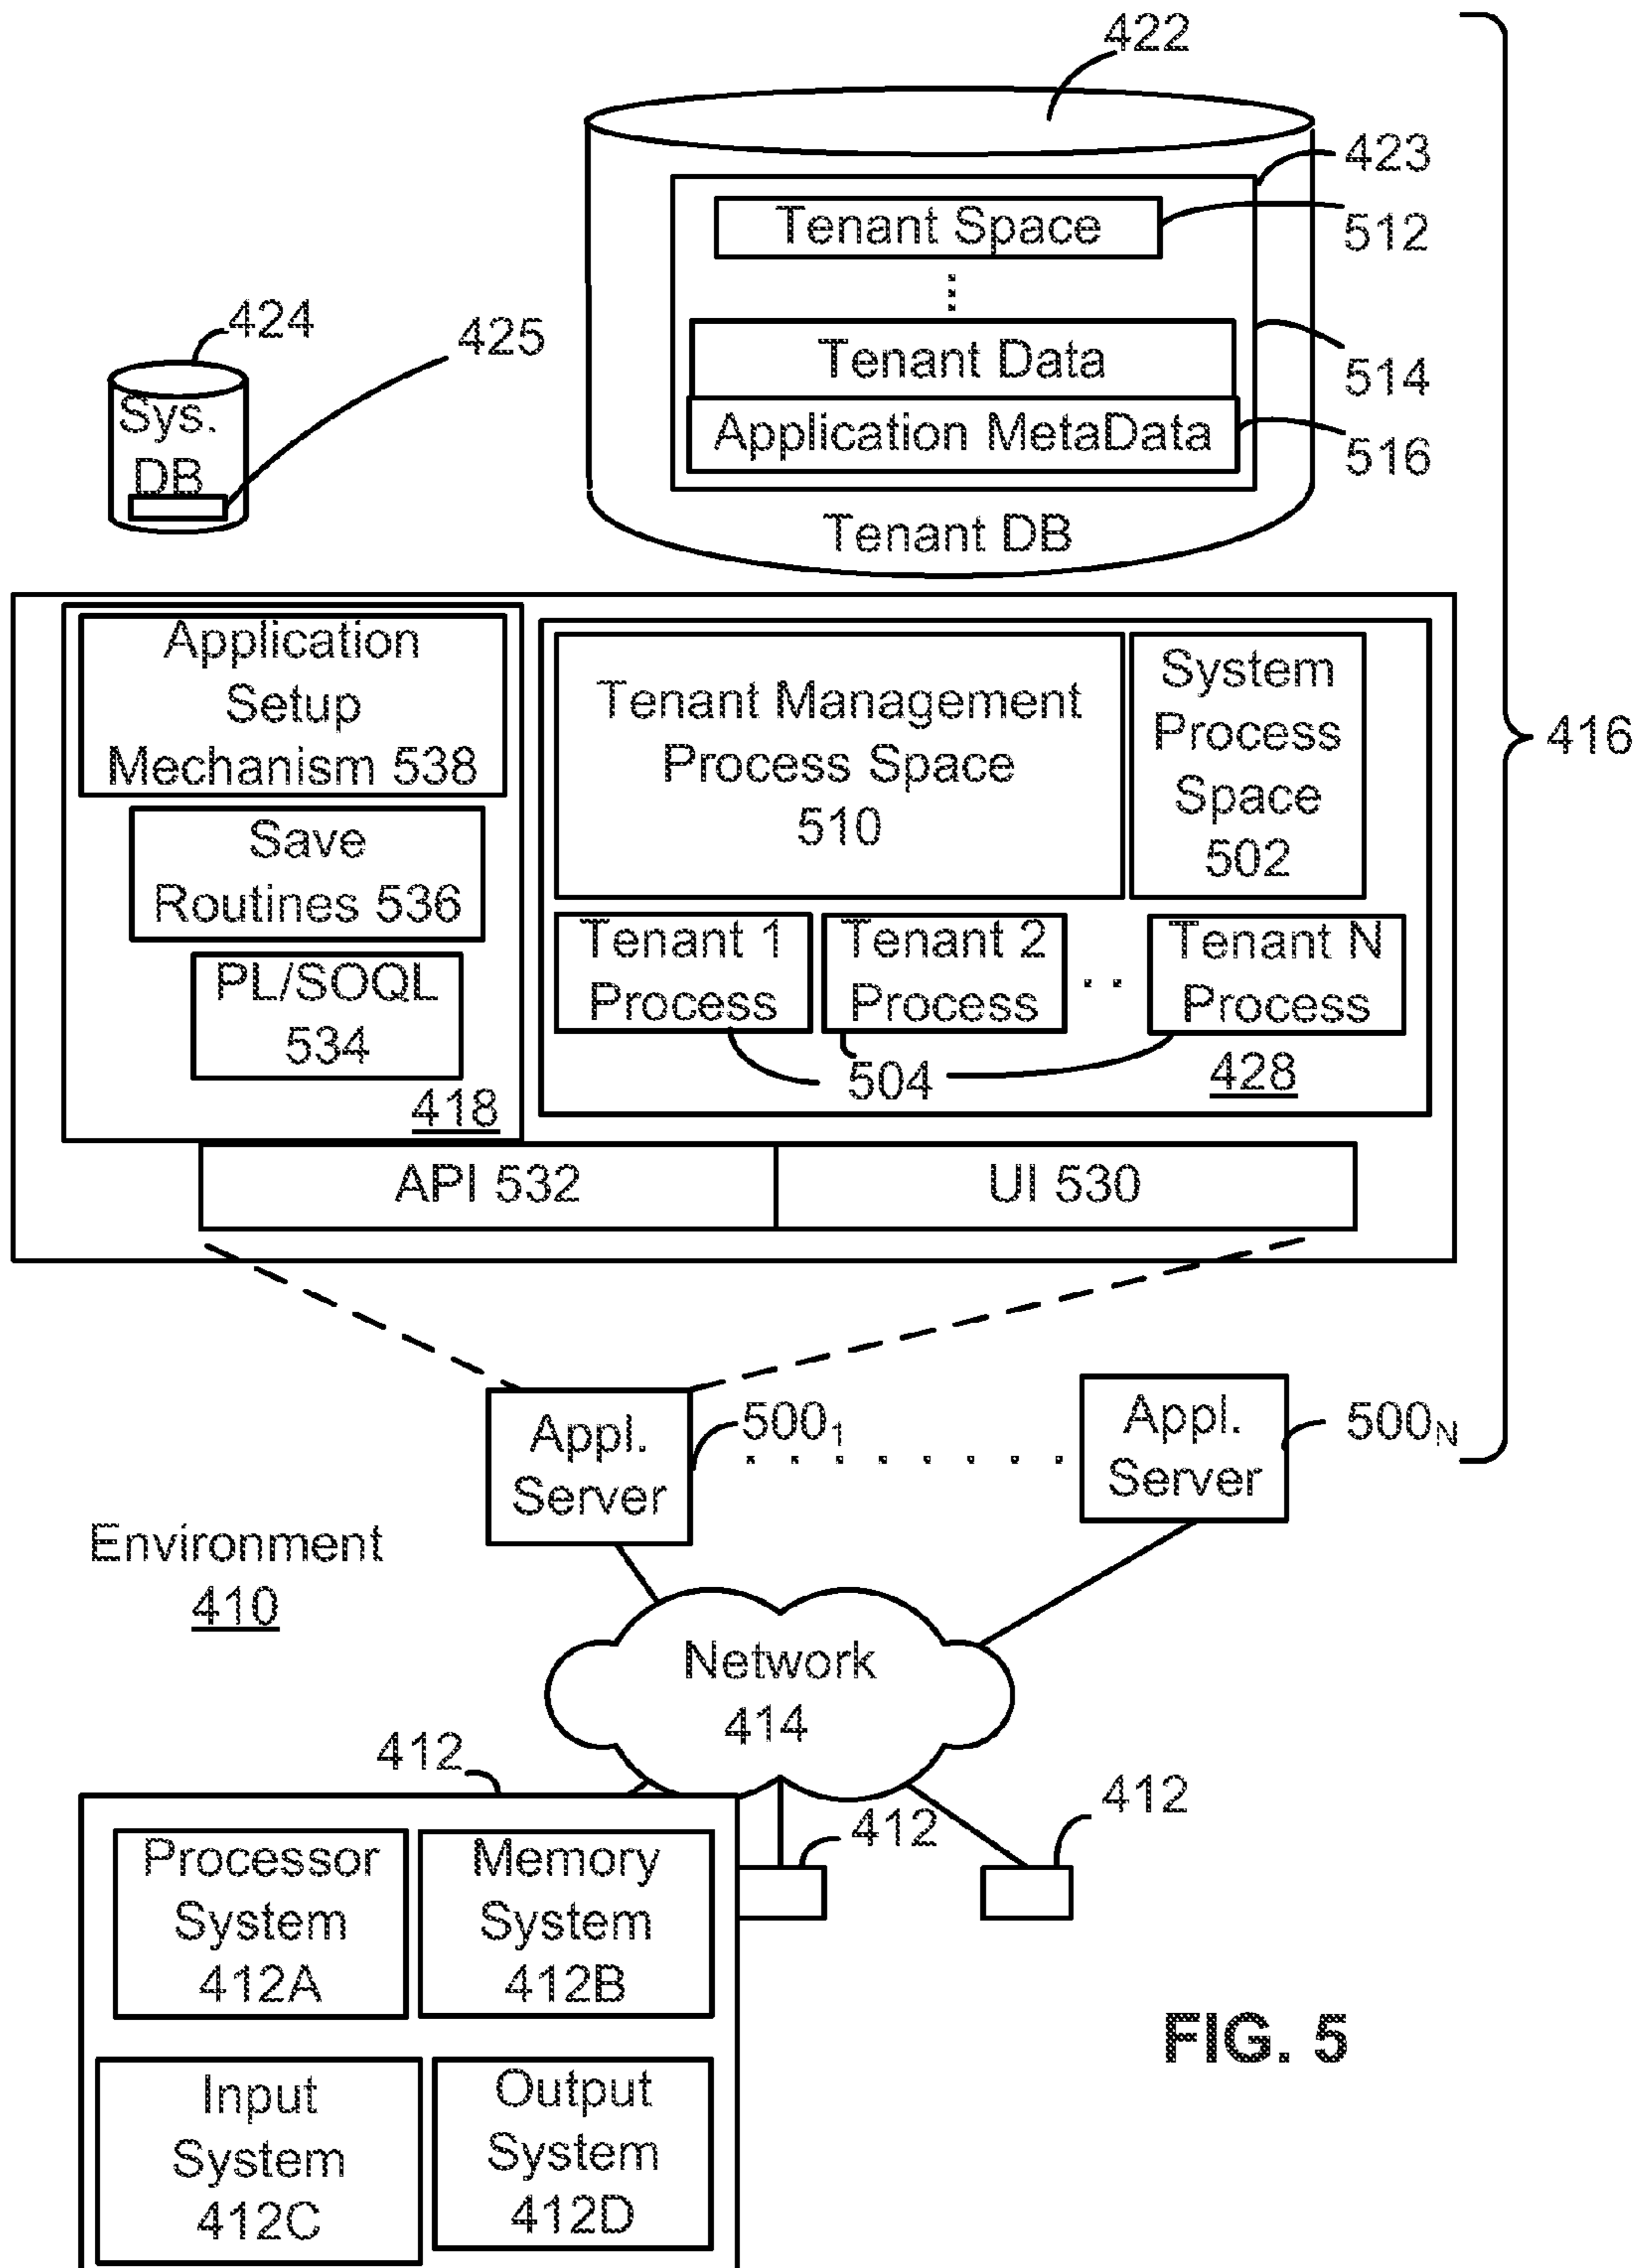 422
423
Tenant Space
512
424
425
Tenant Data
514
Sys.
DB
Application MetaData
516
Tenant DB
Application
Setup
Mechanism 538
Tenant Management
Process Space
510
System
Process
Space
502
416
Save
Routines 536
PL/SOQL
534
418
Tenant 1
Process
Tenant 2
Process
. .
Tenant N
Process
504
428
API 532
UI 530
Appl.
Server
500₁
. . . . . . . .
Appl.
Server
500N
Environment
410
Network
414
412
412
412
Processor
System
412A
Memory
System
412B
Input
System
412C
Output
System
412D
FIG. 5